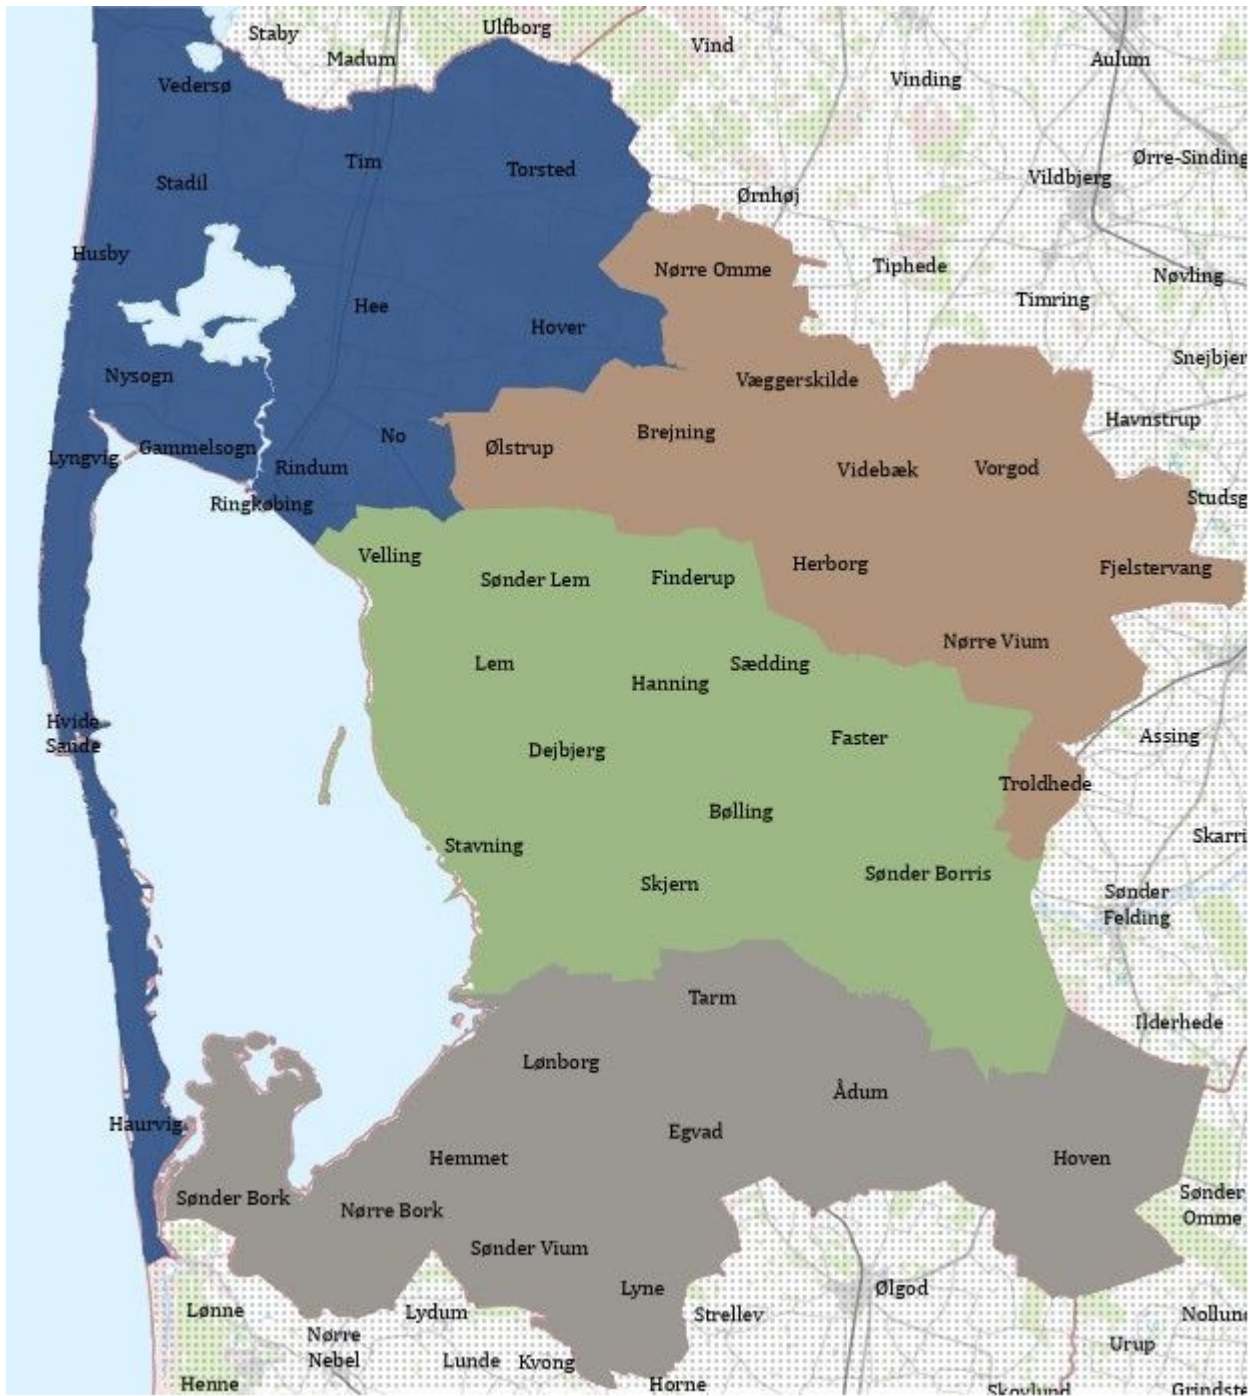 Ulfborg
Staby
Vind
Madum
Aulum
Vinding
Vedersø
Ørre-Sinding
Tim
Torsted
Vildbjerg
Stadil
Ørnhøj
Husby
Nørre Omme
Tiphede
Nøvling
Timring
Hee
Hover
Snejbjer
Nysogn
Væggerskilde
Havnstrup
Brejning
No
Gammelsogn
Ølstrup
Lyngvig
Rindum
Videbæk
Vorgod
Studsg
Ringkøbing
Velling
Herborg
Fjelstervang
Sønder Lem
Finderup
Nørre Vium
Lem
Sædding
Hanning
Hvide
Sande
Assing
Faster
Dejbjerg
Troldhede
Bølling
Skarri
Stavning
Sønder Borris
Skjern
Sønder
Felding
Tarm
Ilderhede
Lønborg
Ådum
Haurvig
Egvad
Hemmet
Hoven
Sønder Bork
Sønder
Omme
Nørre Bork
Sønder Vium
Lyne
Ølgod
Lønne
Lydum
Strellev
Nollund
Nørre
Nebel
Urup
Lunde
Kvong
Henne
Horne
Skovlund
Grindste